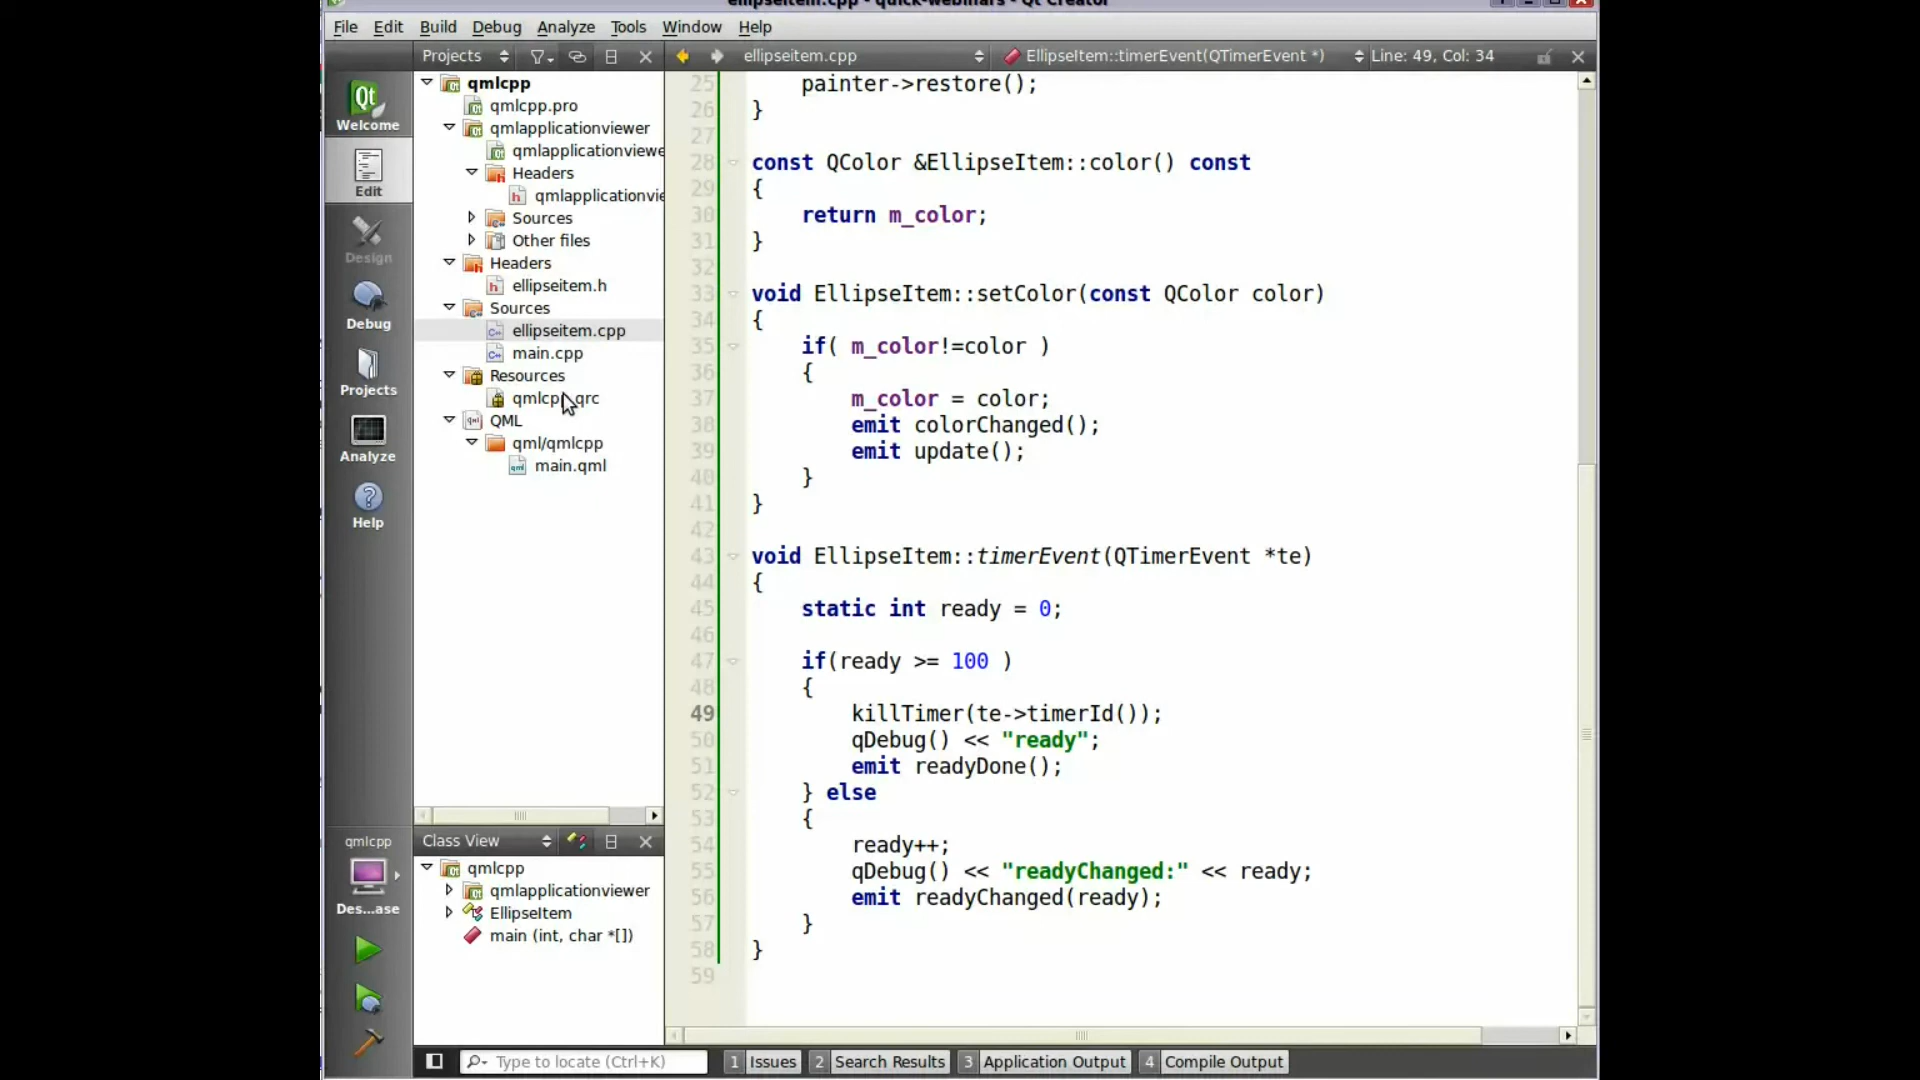 ellipseitem.cpp - quick-webinars - Qt Creator
File Edit Build Debug Analyze Tools Window Help
Projects ellipseitem.cpp EllipseItem::timerEvent(QTimerEvent *) Line: 49, Col: 34
Welcome
Edit
Design
Debug
Projects
Analyze
Help
qmlcpp
Des...ase
qmlcpp
qmlcpp.pro
qmlapplicationviewer
qmlapplicationviewe
Headers
qmlapplicationvie
Sources
Other files
Headers
ellipseitem.h
Sources
ellipseitem.cpp
main.cpp
Resources
qmlcpp.qrc
QML
qml/qmlcpp
main.qml
Class View
qmlcpp
qmlapplicationviewer
EllipseItem
main (int, char *[])
25 painter->restore();
26 }
27
28 const QColor &EllipseItem::color() const
29 {
30 return m_color;
31 }
32
33 void EllipseItem::setColor(const QColor color)
34 {
35 if( m_color!=color )
36 {
37 m_color = color;
38 emit colorChanged();
39 emit update();
40 }
41 }
42
43 void EllipseItem::timerEvent(QTimerEvent *te)
44 {
45 static int ready = 0;
46
47 if(ready >= 100 )
48 {
49 killTimer(te->timerId());
50 qDebug() << "ready";
51 emit readyDone();
52 } else
53 {
54 ready++;
55 qDebug() << "readyChanged:" << ready;
56 emit readyChanged(ready);
57 }
58 }
59
Type to locate (Ctrl+K) 1 Issues 2 Search Results 3 Application Output 4 Compile Output